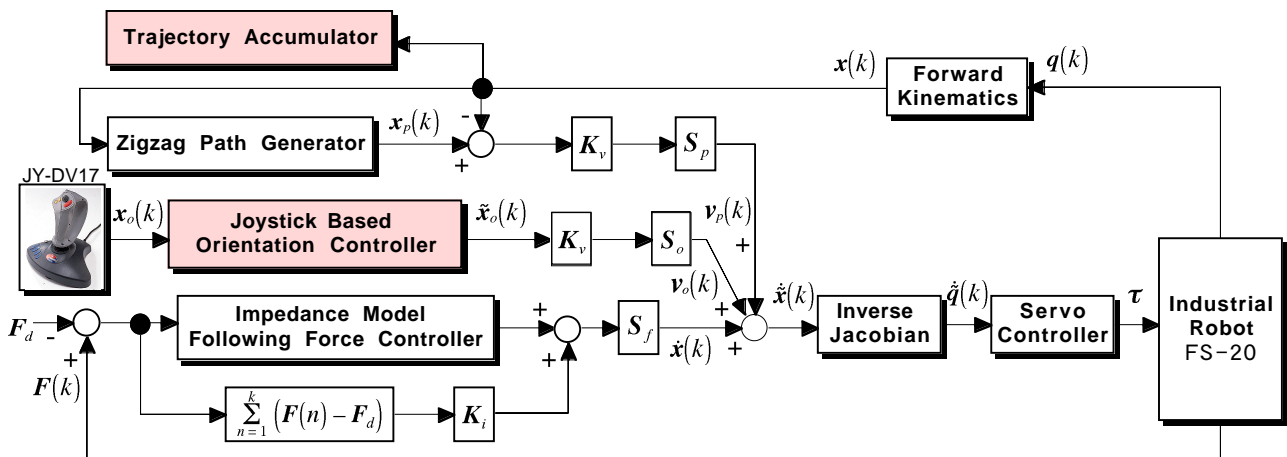 Trajectory Accumulator
x(k)
q(k)
Forward
Kinematics
-
x_p(k)
Zigzag Path Generator
+
K_v
S_p
JY-DV17
x_o(k)
Joystick Based
Orientation Controller
x̃_o(k)
K_v
S_o
v_p(k)
+
v_o(k)
F_d
-
+
F(k)
Impedance Model
Following Force Controller
+
+
S_f
ẋ(k)
+
+
x̃̇(k)
Inverse
Jacobian
q̃̇(k)
Servo
Controller
τ
Industrial
Robot
FS-20
k
∑ (F(n) − F_d)
n = 1
K_i